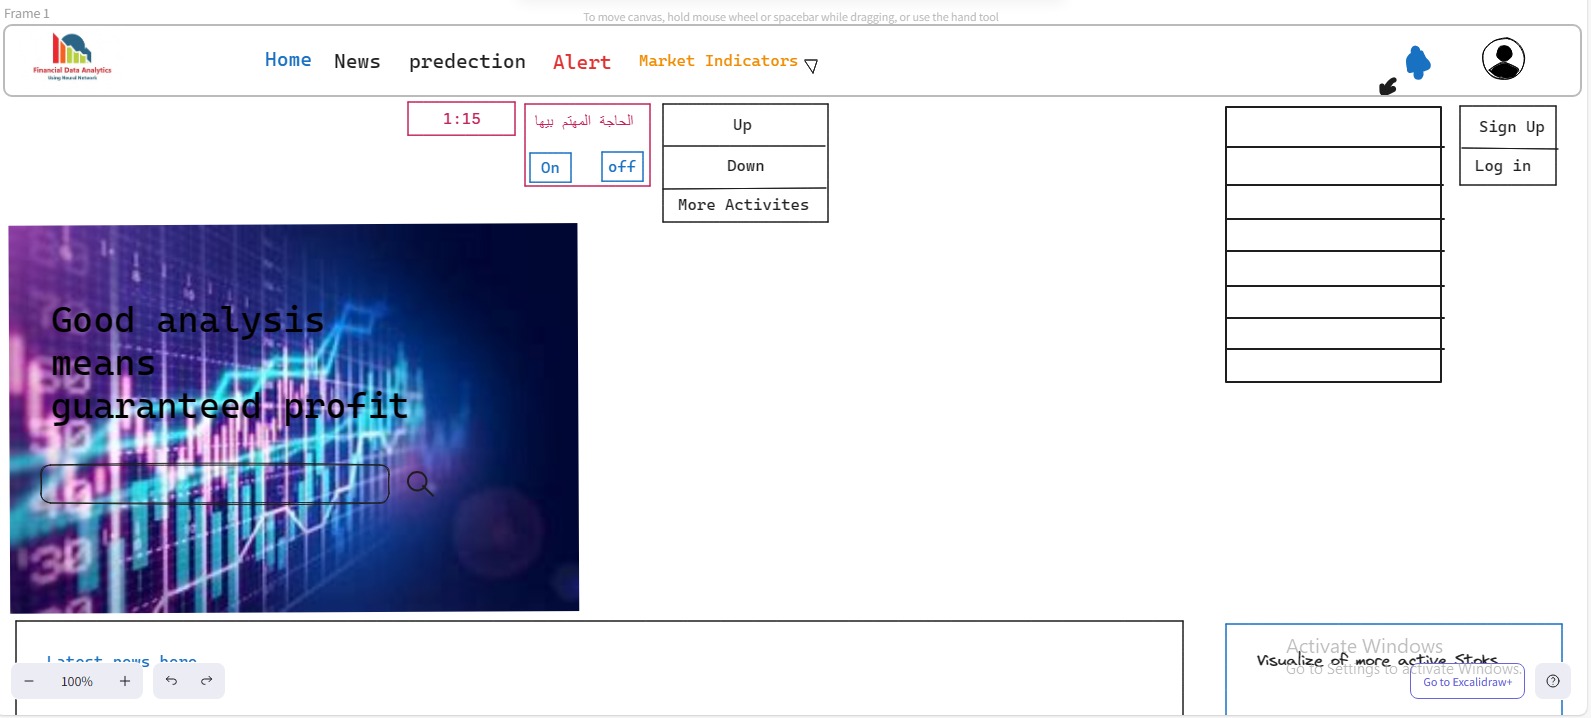 Frame 1
To move canvas, hold mouse wheel or spacebar while dragging, or use the hand tool
Financial Data Analytics
Using Neural Network
Home News predection Alert Market Indicators
1:15
الحاجة المهتم بيها
On off
Up
Down
More Activites
Sign Up
Log in
Good analysis
means
guaranteed profit
30
Latest news here
Visualize of more active Stoks
Activate Windows
Go to Settings to activate Windows.
100%
Go to Excalidraw+